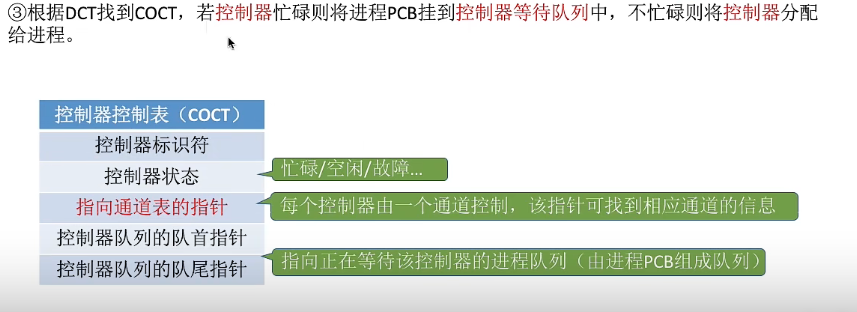 ③根据DCT找到COCT，若控制器忙碌则将进程PCB挂到控制器等待队列中，不忙碌则将控制器分配
给进程。
控制器控制表（COCT）
控制器标识符
控制器状态
忙碌/空闲/故障…
指向通道表的指针
每个控制器由一个通道控制，该指针可找到相应通道的信息
控制器队列的队首指针
控制器队列的队尾指针
指向正在等待该控制器的进程队列（由进程PCB组成队列）